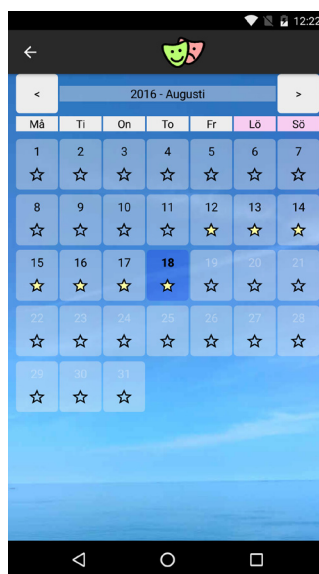 12:22
< 2016 - Augusti >
Må Ti On To Fr Lö Sö
1 2 3 4 5 6 7
8 9 10 11 12 13 14
15 16 17 18 19 20 21
22 23 24 25 26 27 28
29 30 31